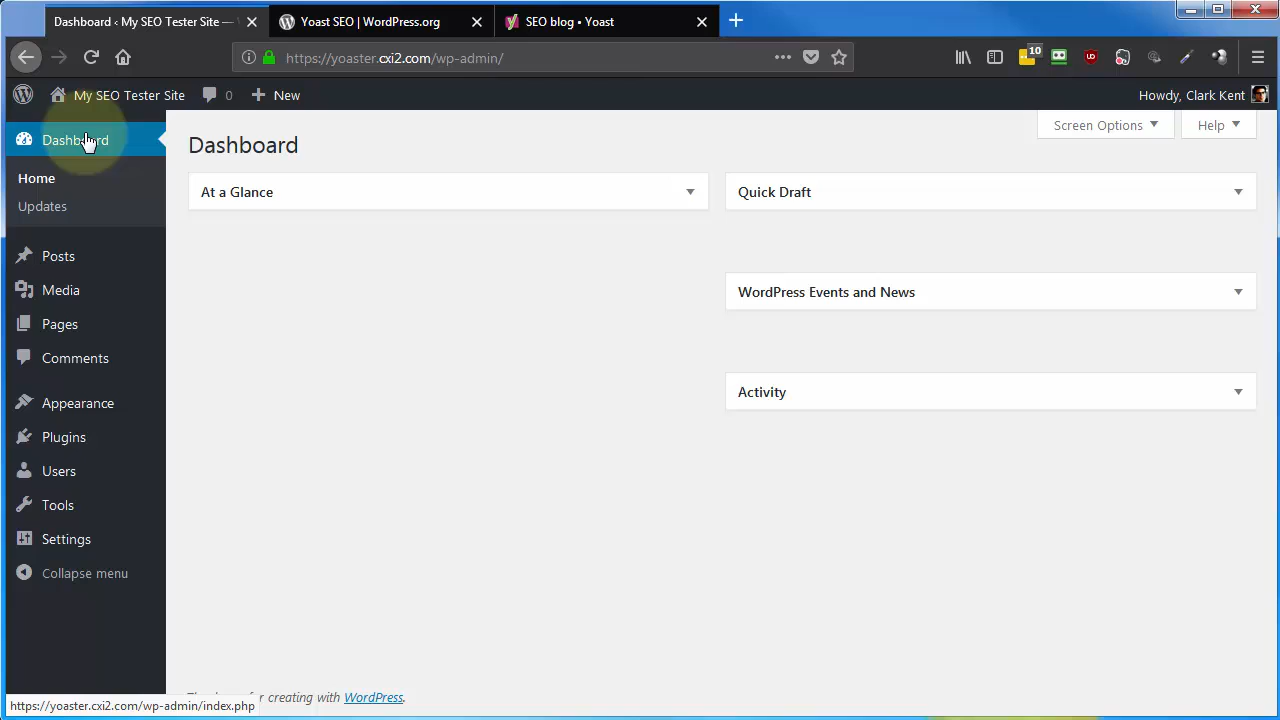 Dashboard ‹ My SEO Tester Site —
Yoast SEO | WordPress.org
SEO blog • Yoast
https://yoaster.cxi2.com/wp-admin/
10
My SEO Tester Site
0
New
Howdy, Clark Kent
Dashboard
Home
Updates
Posts
Media
Pages
Comments
Appearance
Plugins
Users
Tools
Settings
Collapse menu
Screen Options
Help
Dashboard
At a Glance
Quick Draft
WordPress Events and News
Activity
for creating with WordPress.
https://yoaster.cxi2.com/wp-admin/index.php